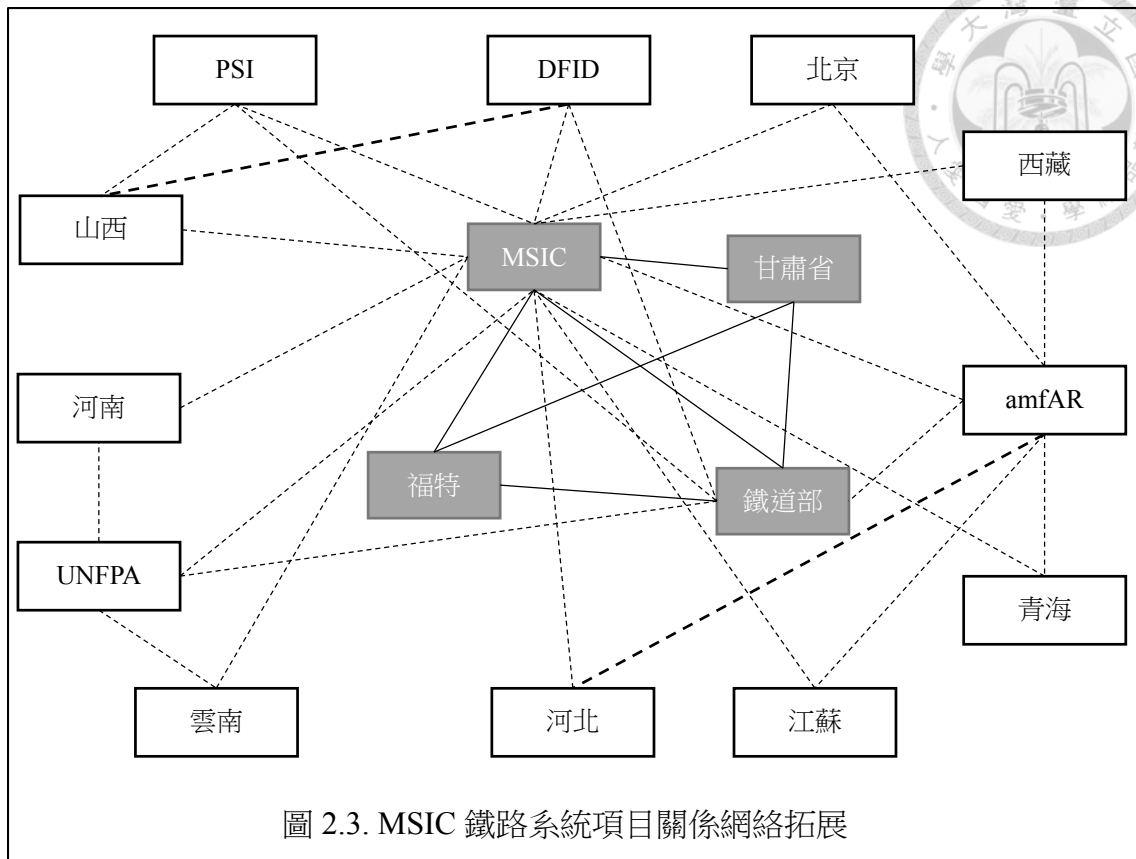 PSI
DFID
北京
西藏
山西
MSIC
甘肅省
河南
amfAR
福特
鐵道部
UNFPA
青海
雲南
河北
江蘇
圖 2.3. MSIC 鐵路系統項目關係網絡拓展